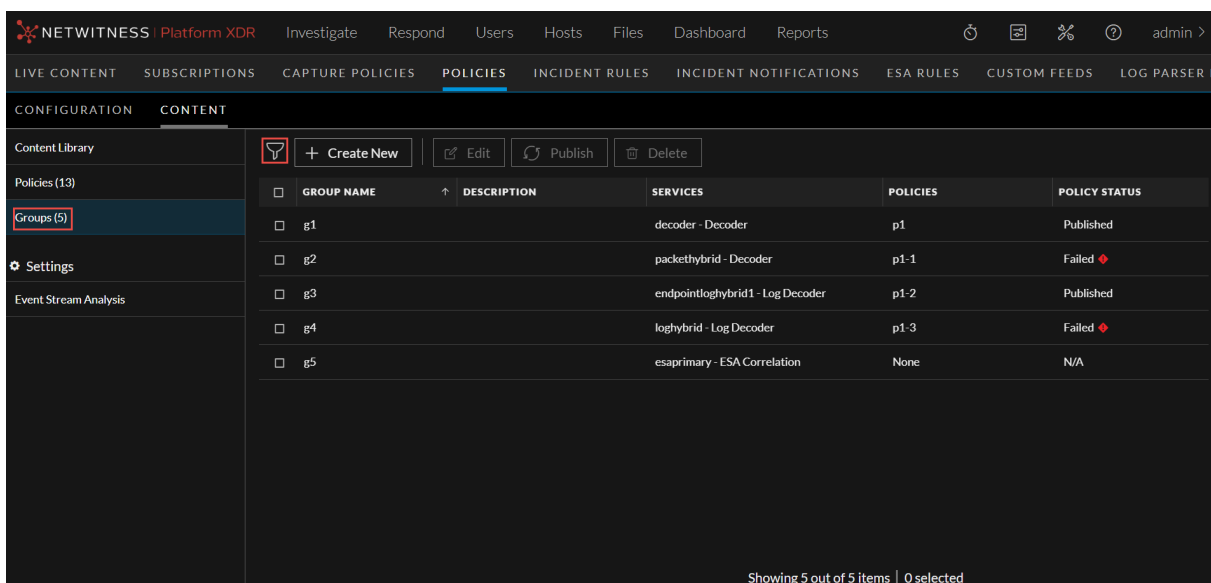 NETWITNESS Platform XDR Investigate Respond Users Hosts Files Dashboard Reports admin >
LIVE CONTENT SUBSCRIPTIONS CAPTURE POLICIES POLICIES INCIDENT RULES INCIDENT NOTIFICATIONS ESA RULES CUSTOM FEEDS LOG PARSER
CONFIGURATION CONTENT
Content Library
Policies (13)
Groups (5)
Settings
Event Stream Analysis
+ Create New Edit Publish Delete
GROUP NAME ↑ DESCRIPTION SERVICES POLICIES POLICY STATUS
g1 decoder - Decoder p1 Published
g2 packethybrid - Decoder p1-1 Failed
g3 endpointloghybrid1 - Log Decoder p1-2 Published
g4 loghybrid - Log Decoder p1-3 Failed
g5 esaprimary - ESA Correlation None N/A
Showing 5 out of 5 items | 0 selected